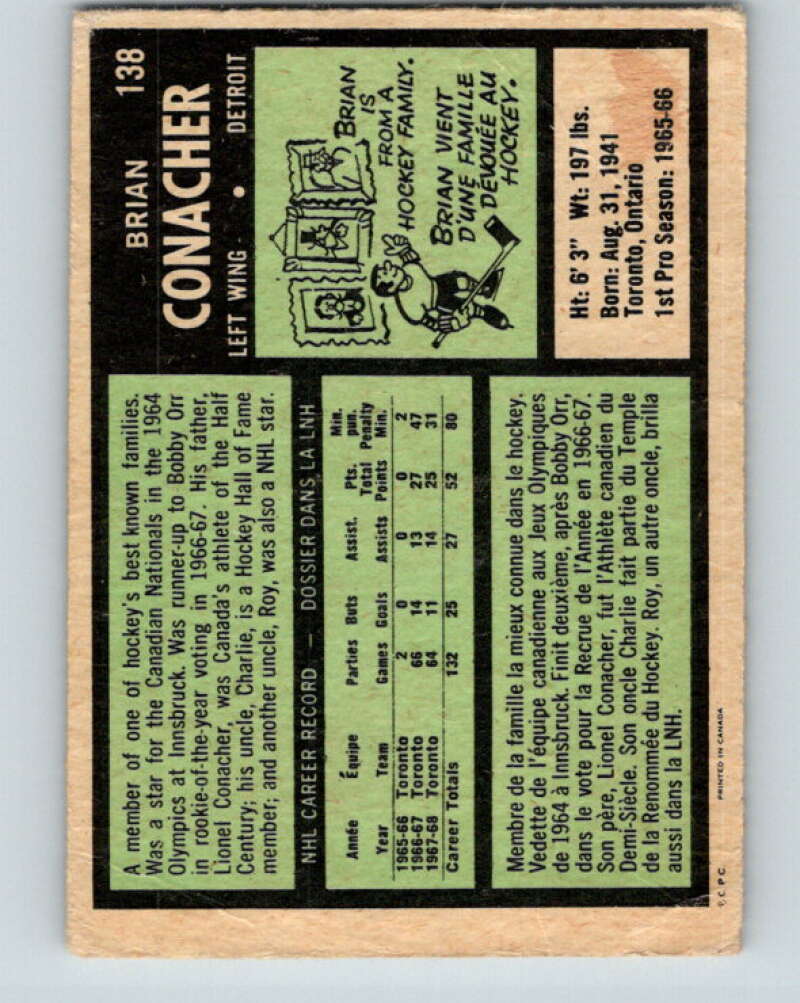 138
BRIAN
CONACHER
LEFT WING • DETROIT
BRIAN
IS
FROM A
HOCKEY FAMILY.
BRIAN VIENT
D'UNE FAMILLE
DÉVOUÉE AU
HOCKEY.
Ht: 6' 3" Wt: 197 lbs.
Born: Aug. 31, 1941
Toronto, Ontario
1st Pro Season: 1965-66
A member of one of hockey's best known families.
Was a star for the Canadian Nationals in the 1964
Olympics at Innsbruck. Was runner-up to Bobby Orr
in rookie-of-the-year voting in 1966-67. His father,
Lionel Conacher, was Canada's athlete of the Half
Century; his uncle, Charlie, is a Hockey Hall of Fame
member; and another uncle, Roy, was also a NHL star.
NHL CAREER RECORD — DOSSIER DANS LA LNH
Année Équipe Parties Buts Assist. Pts. Total Min. pun.
Year Team Games Goals Assists Points Penalty Min.
1965-66 Toronto 2 0 0 0 2
1966-67 Toronto 66 14 13 27 47
1967-68 Toronto 64 11 14 25 31
Career Totals 132 25 27 52 80
Membre de la famille la mieux connue dans le hockey.
Vedette de l'équipe canadienne aux Jeux Olympiques
de 1964 à Innsbruck. Finit deuxième, après Bobby Orr,
dans le vote pour la Recrue de l'Année en 1966-67.
Son père, Lionel Conacher, fut l'Athlète canadien du
Demi-Siècle. Son oncle Charlie fait partie du Temple
de la Renommée du Hockey. Roy, un autre oncle, brilla
aussi dans la LNH.
O.P.C. PRINTED IN CANADA